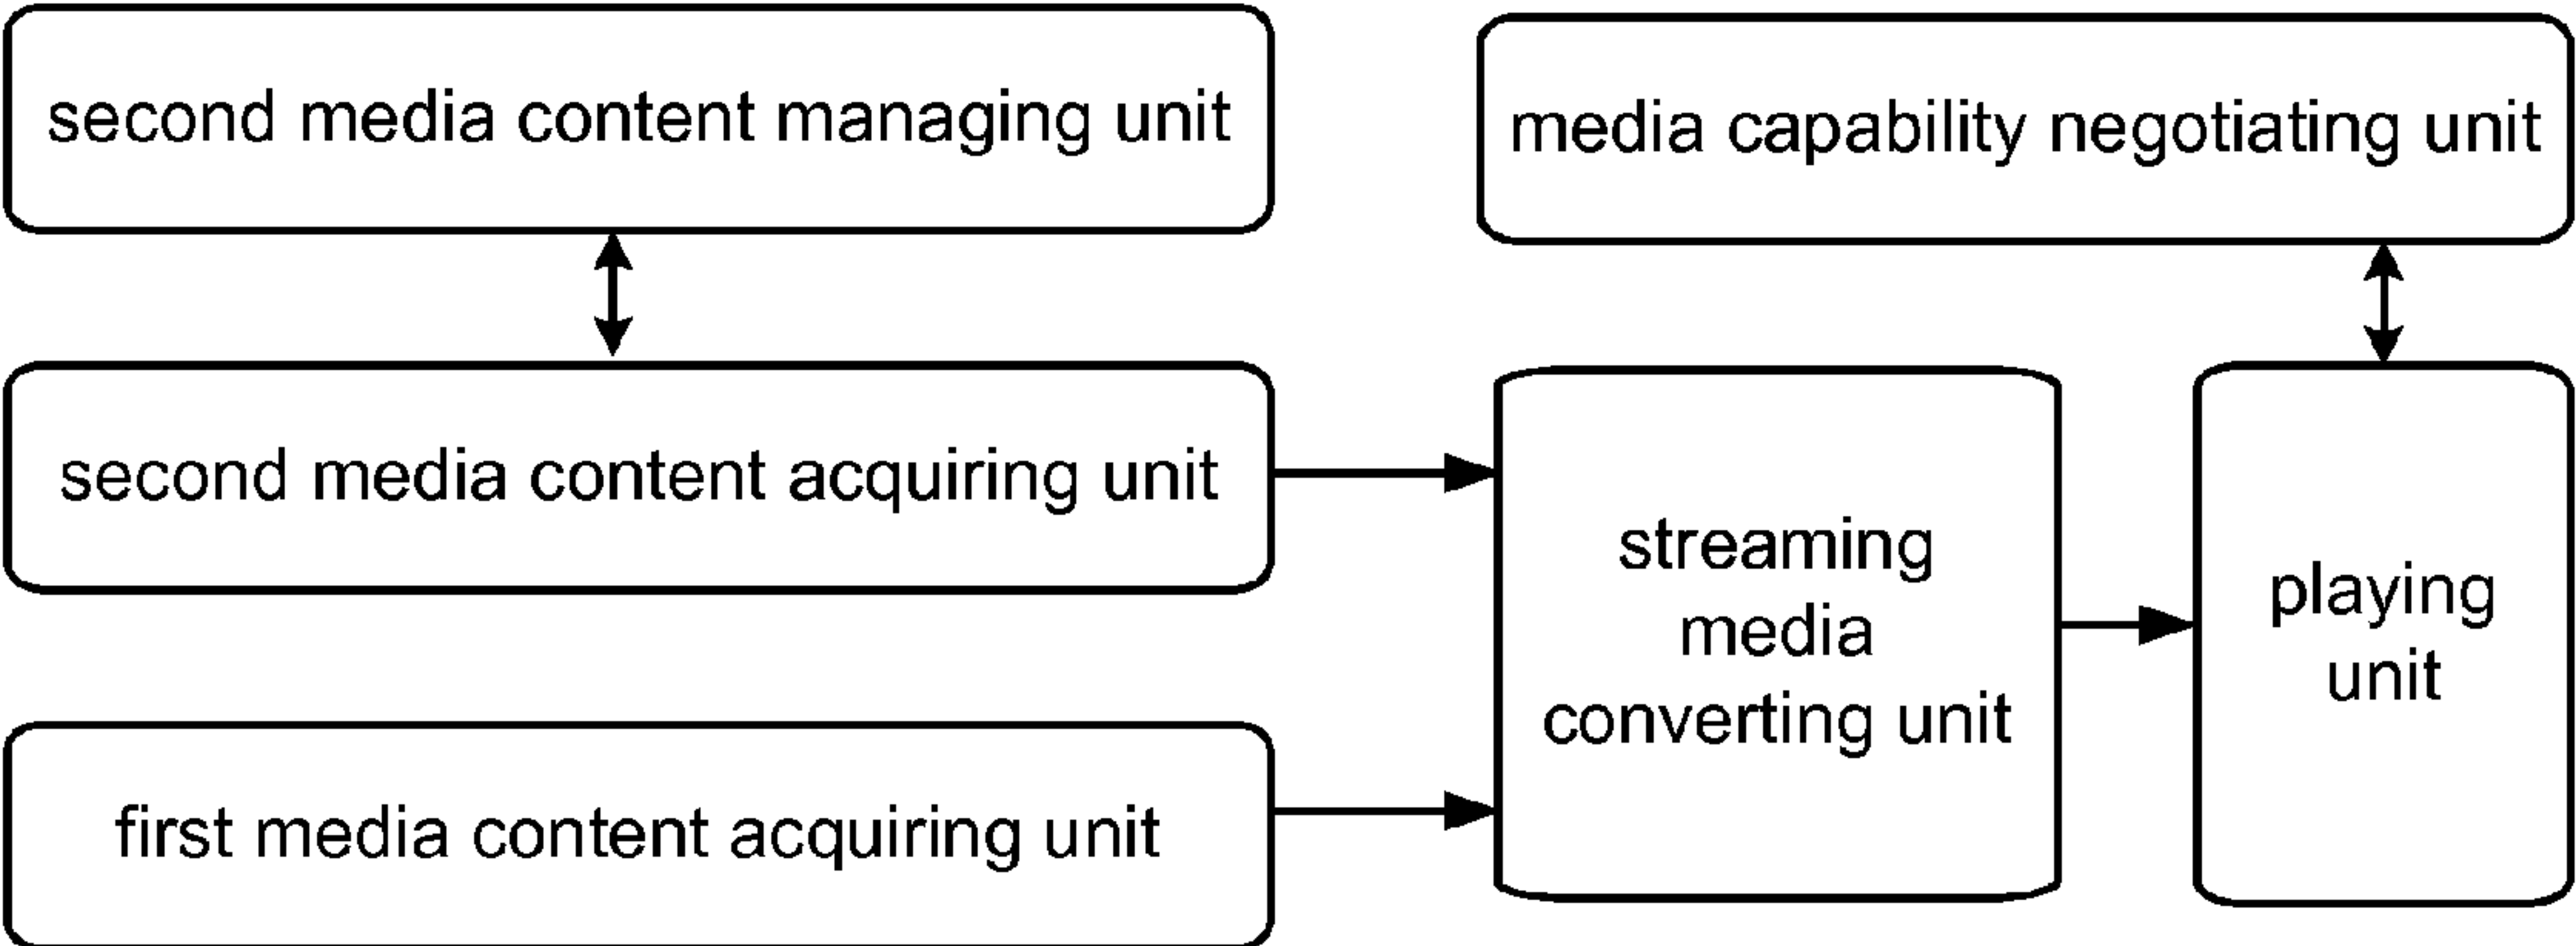 second media content managing unit
media capability negotiating unit
second media content acquiring unit
streaming
media
converting unit
playing
unit
first media content acquiring unit